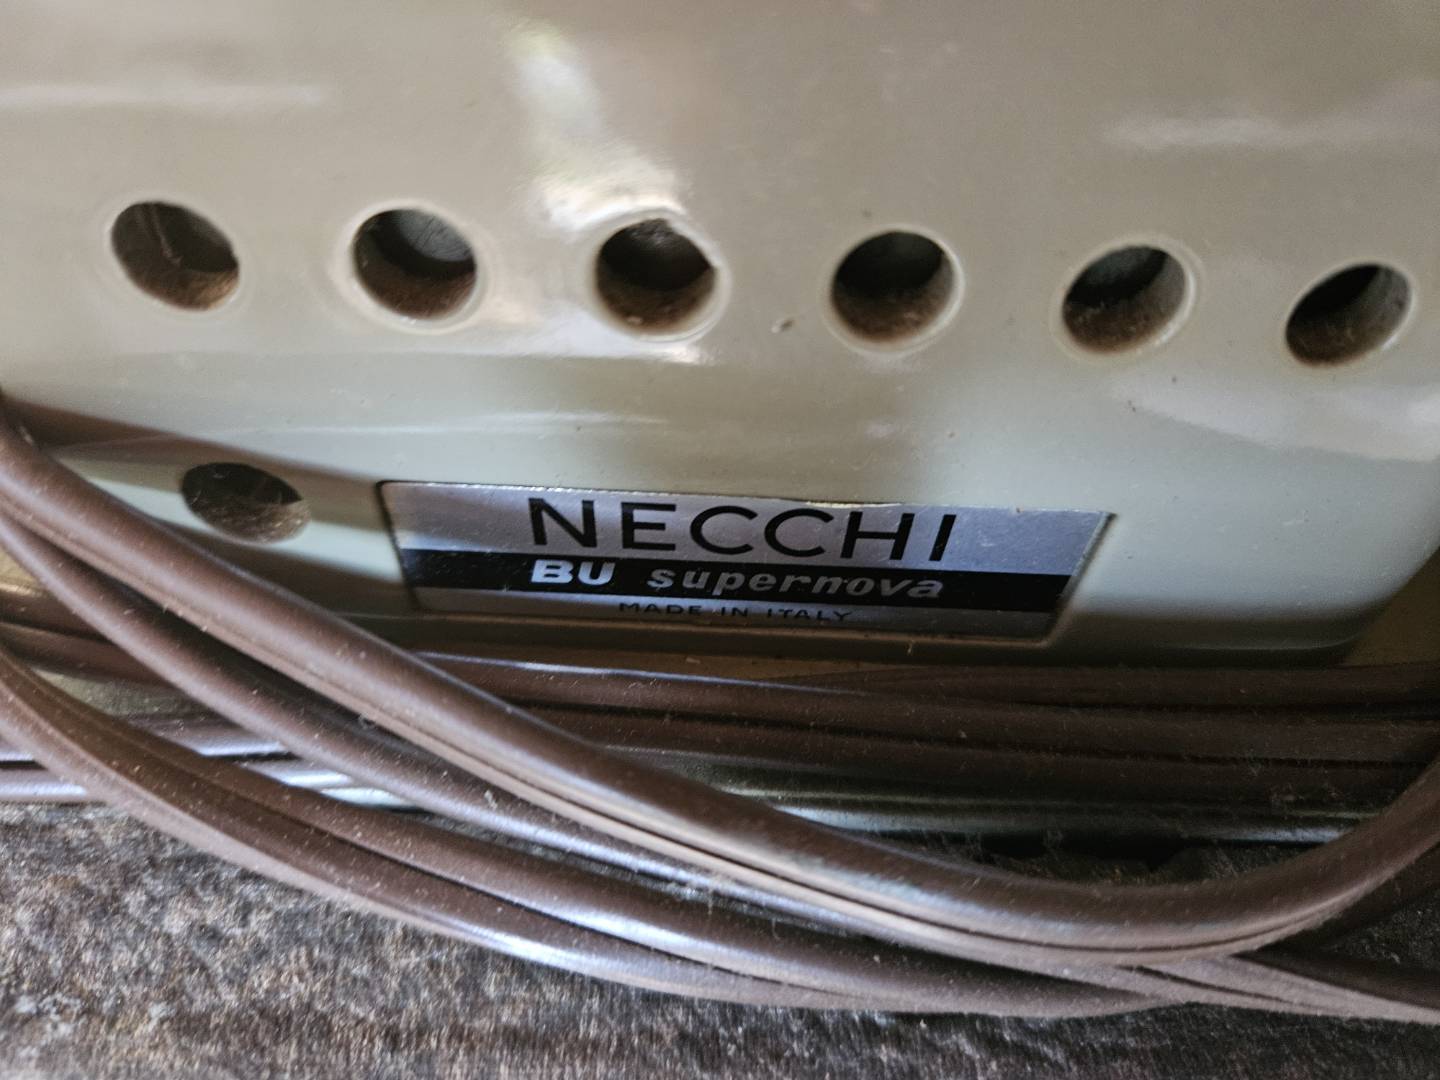 NECCHI
BU supernova
MADE IN ITALY